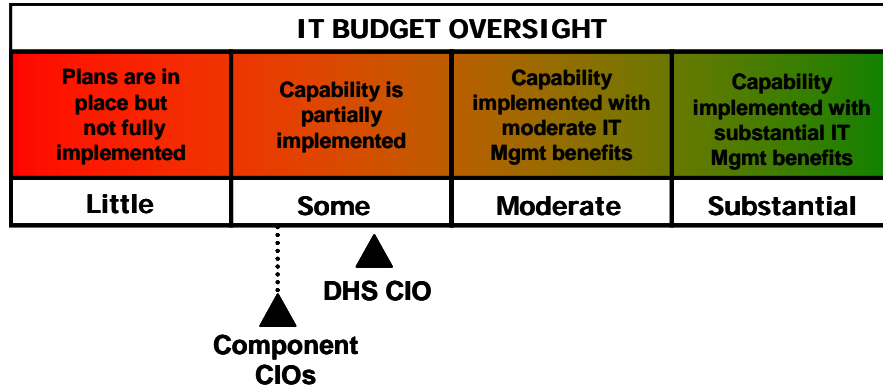 IT BUDGET OVERSIGHT
Plans are in
place but
not fully
implemented
Capability is
partially
implemented
Capability
implemented with
moderate IT
Mgmt benefits
Capability
implemented with
substantial IT
Mgmt benefits
Little
Some
Moderate
Substantial
DHS CIO
Component
CIOs